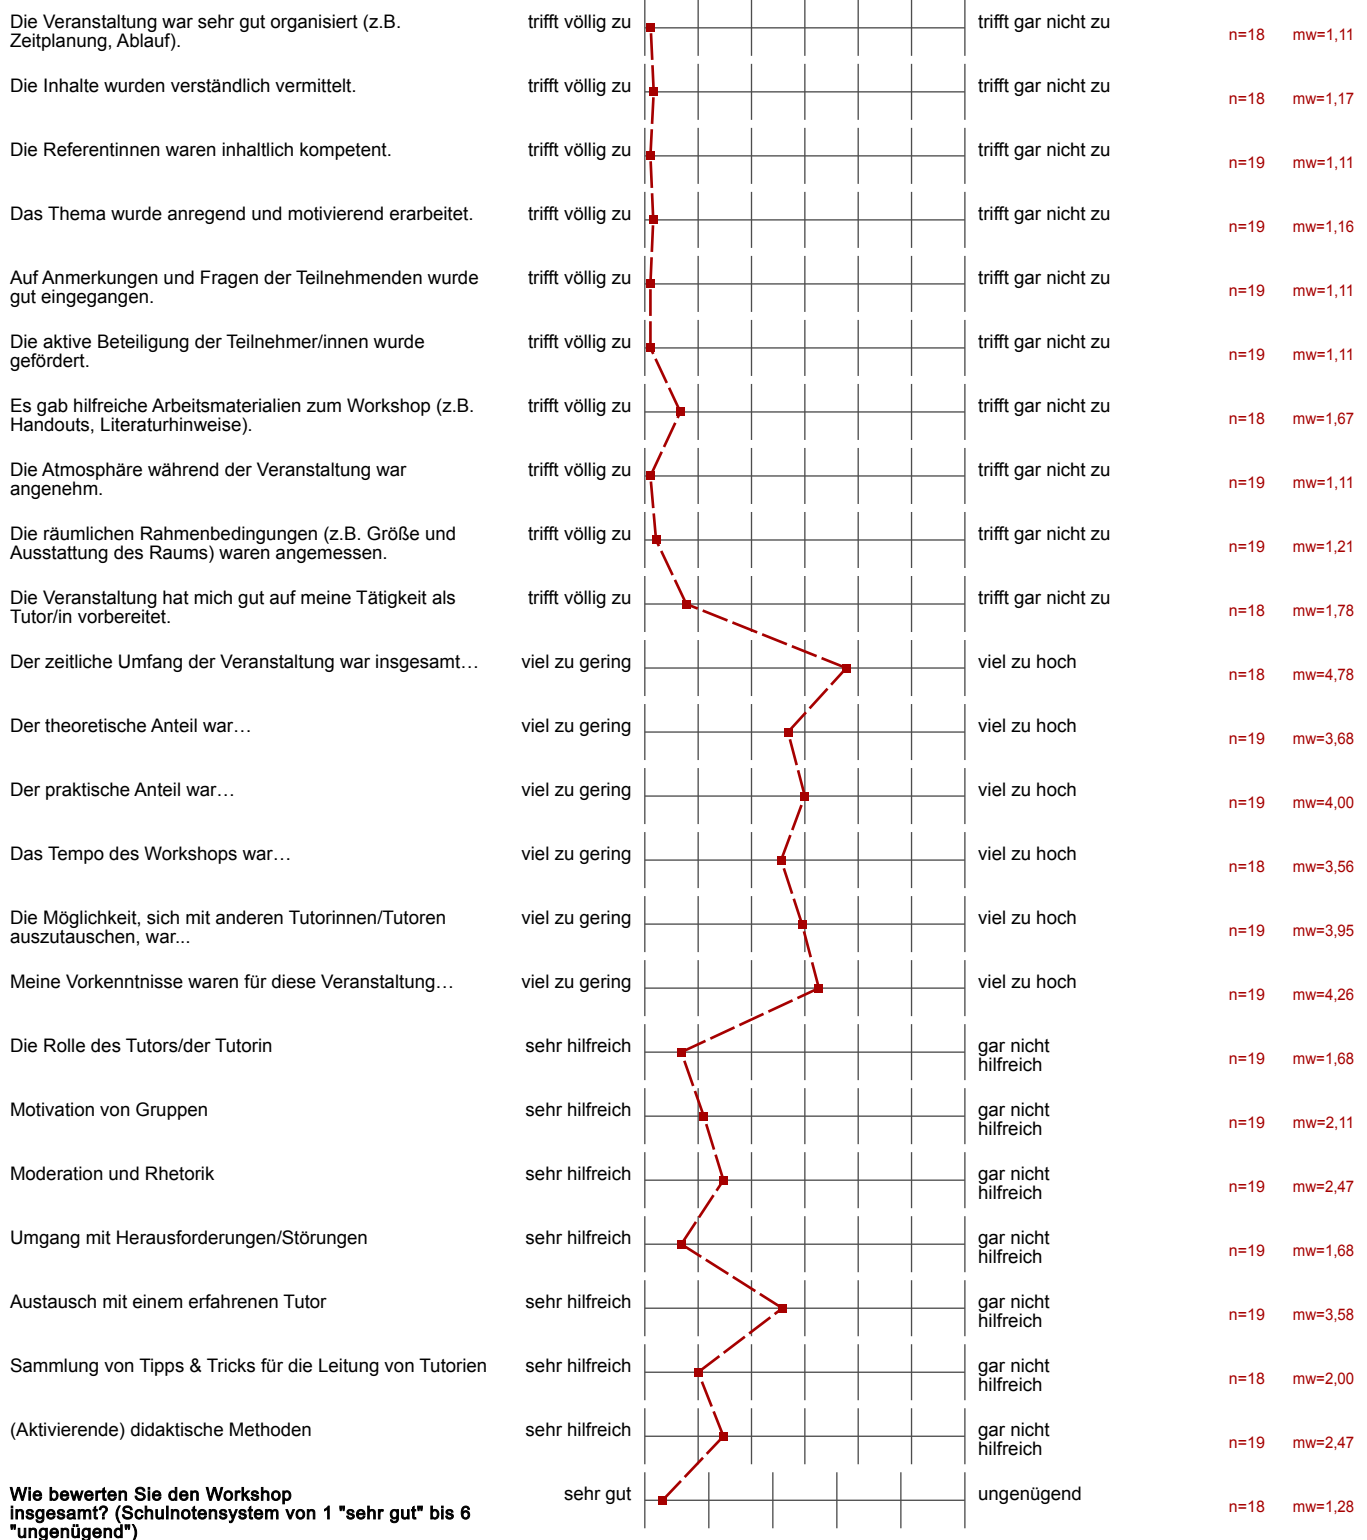 Die Veranstaltung war sehr gut organisiert (z.B. Zeitplanung, Ablauf). trifft völlig zu trifft gar nicht zu n=18 mw=1,11
Die Inhalte wurden verständlich vermittelt. trifft völlig zu trifft gar nicht zu n=18 mw=1,17
Die Referentinnen waren inhaltlich kompetent. trifft völlig zu trifft gar nicht zu n=19 mw=1,11
Das Thema wurde anregend und motivierend erarbeitet. trifft völlig zu trifft gar nicht zu n=19 mw=1,16
Auf Anmerkungen und Fragen der Teilnehmenden wurde gut eingegangen. trifft völlig zu trifft gar nicht zu n=19 mw=1,11
Die aktive Beteiligung der Teilnehmer/innen wurde gefördert. trifft völlig zu trifft gar nicht zu n=19 mw=1,11
Es gab hilfreiche Arbeitsmaterialien zum Workshop (z.B. Handouts, Literaturhinweise). trifft völlig zu trifft gar nicht zu n=18 mw=1,67
Die Atmosphäre während der Veranstaltung war angenehm. trifft völlig zu trifft gar nicht zu n=19 mw=1,11
Die räumlichen Rahmenbedingungen (z.B. Größe und Ausstattung des Raums) waren angemessen. trifft völlig zu trifft gar nicht zu n=19 mw=1,21
Die Veranstaltung hat mich gut auf meine Tätigkeit als Tutor/in vorbereitet. trifft völlig zu trifft gar nicht zu n=18 mw=1,78
Der zeitliche Umfang der Veranstaltung war insgesamt… viel zu gering viel zu hoch n=18 mw=4,78
Der theoretische Anteil war… viel zu gering viel zu hoch n=19 mw=3,68
Der praktische Anteil war… viel zu gering viel zu hoch n=19 mw=4,00
Das Tempo des Workshops war… viel zu gering viel zu hoch n=18 mw=3,56
Die Möglichkeit, sich mit anderen Tutorinnen/Tutoren auszutauschen, war... viel zu gering viel zu hoch n=19 mw=3,95
Meine Vorkenntnisse waren für diese Veranstaltung… viel zu gering viel zu hoch n=19 mw=4,26
Die Rolle des Tutors/der Tutorin sehr hilfreich gar nicht hilfreich n=19 mw=1,68
Motivation von Gruppen sehr hilfreich gar nicht hilfreich n=19 mw=2,11
Moderation und Rhetorik sehr hilfreich gar nicht hilfreich n=19 mw=2,47
Umgang mit Herausforderungen/Störungen sehr hilfreich gar nicht hilfreich n=19 mw=1,68
Austausch mit einem erfahrenen Tutor sehr hilfreich gar nicht hilfreich n=19 mw=3,58
Sammlung von Tipps & Tricks für die Leitung von Tutorien sehr hilfreich gar nicht hilfreich n=18 mw=2,00
(Aktivierende) didaktische Methoden sehr hilfreich gar nicht hilfreich n=19 mw=2,47
Wie bewerten Sie den Workshop insgesamt? (Schulnotensystem von 1 "sehr gut" bis 6 "ungenügend") sehr gut ungenügend n=18 mw=1,28